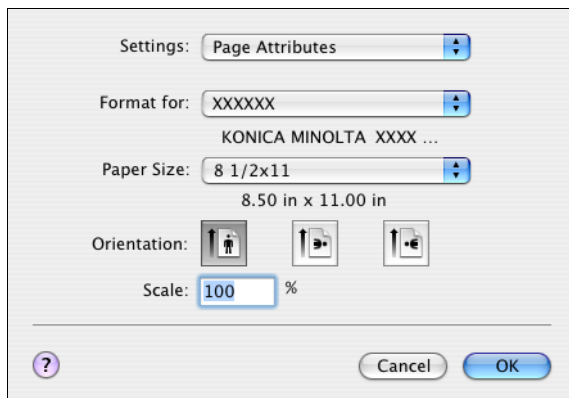 Settings: Page Attributes
Format for: XXXXXX
KONICA MINOLTA XXXX ...
Paper Size: 8 1/2x11
8.50 in x 11.00 in
Orientation:
Scale: 100 %
? Cancel OK